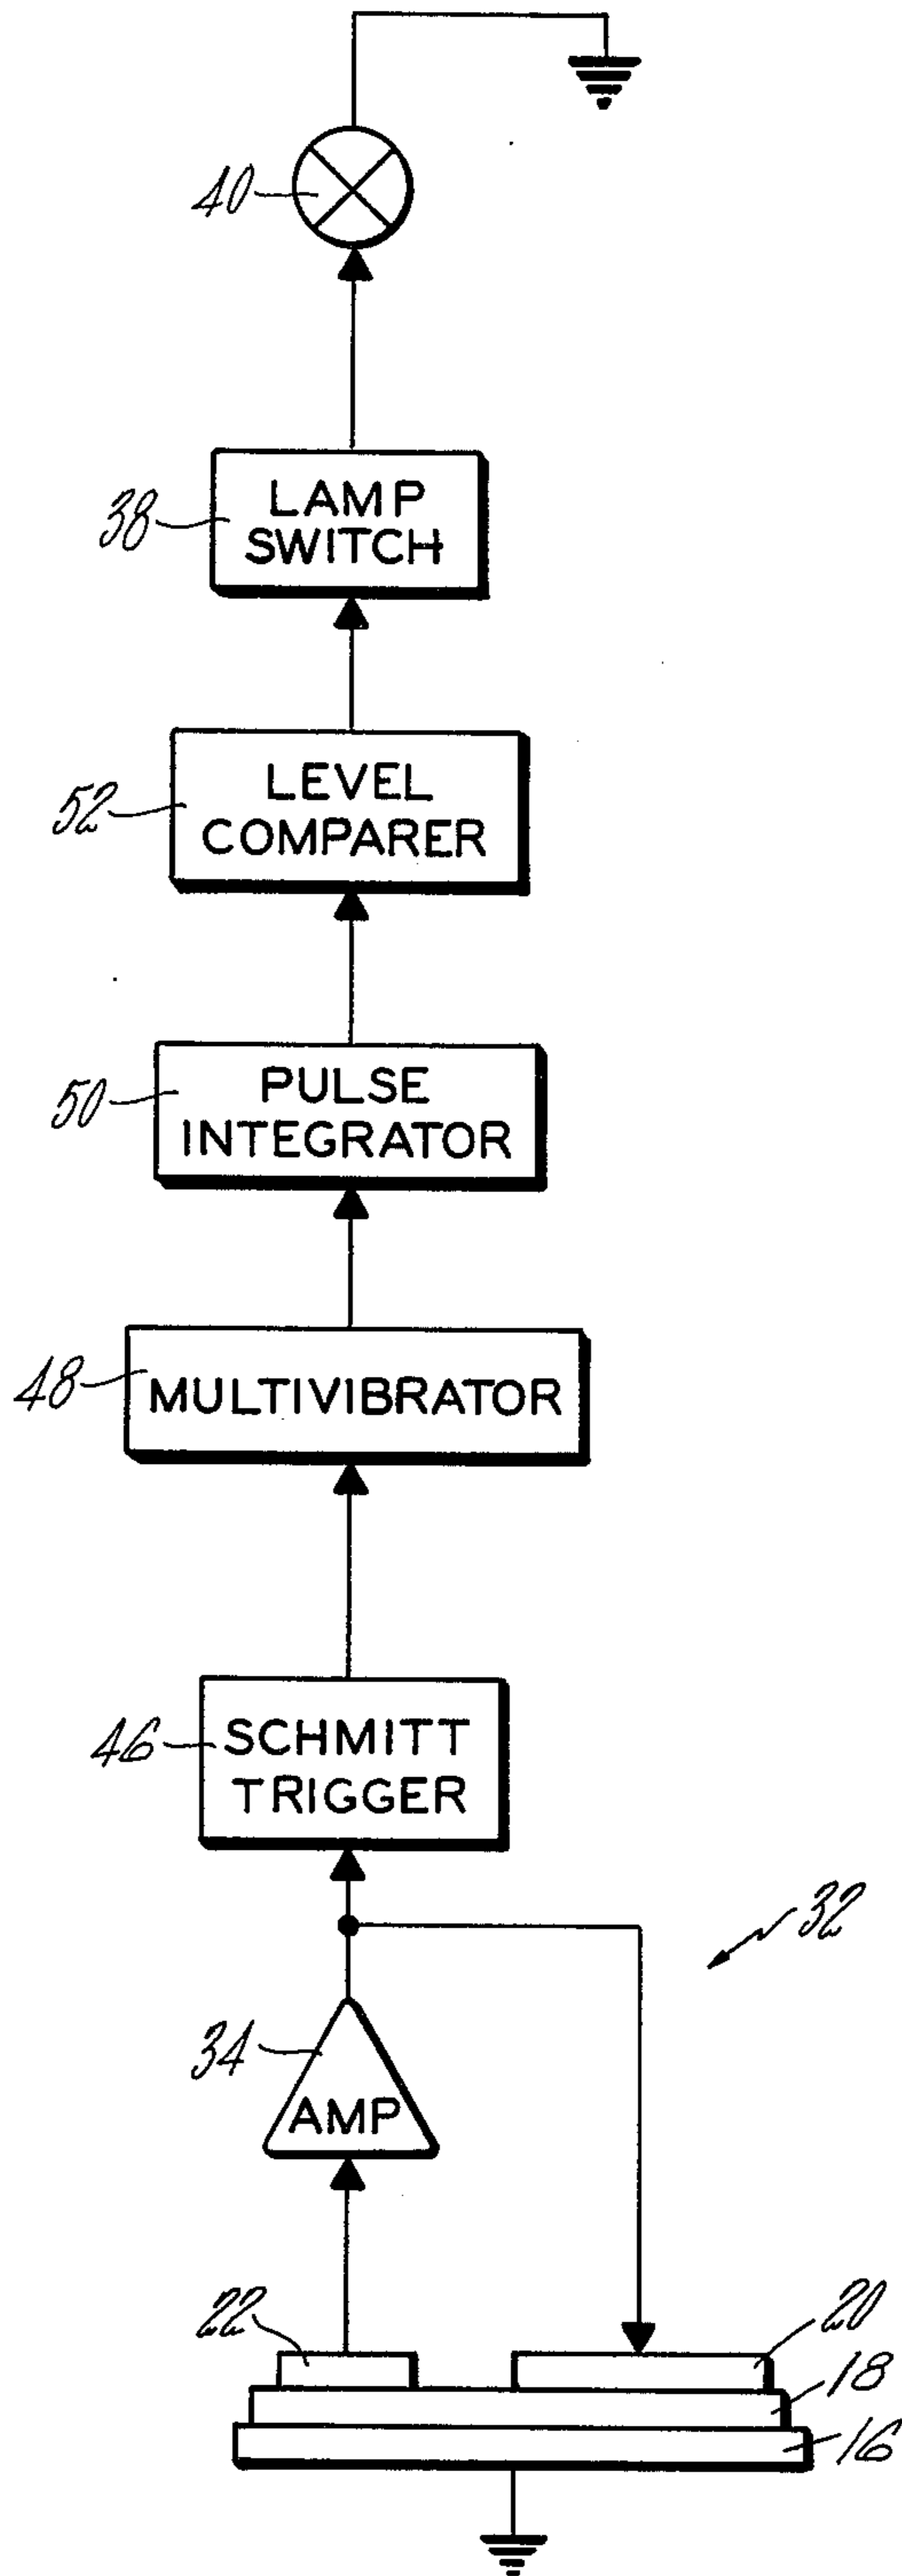 40
38
LAMP
SWITCH
52
LEVEL
COMPARER
50
PULSE
INTEGRATOR
48
MULTIVIBRATOR
46
SCHMITT
TRIGGER
32
34
AMP
22
20
18
16